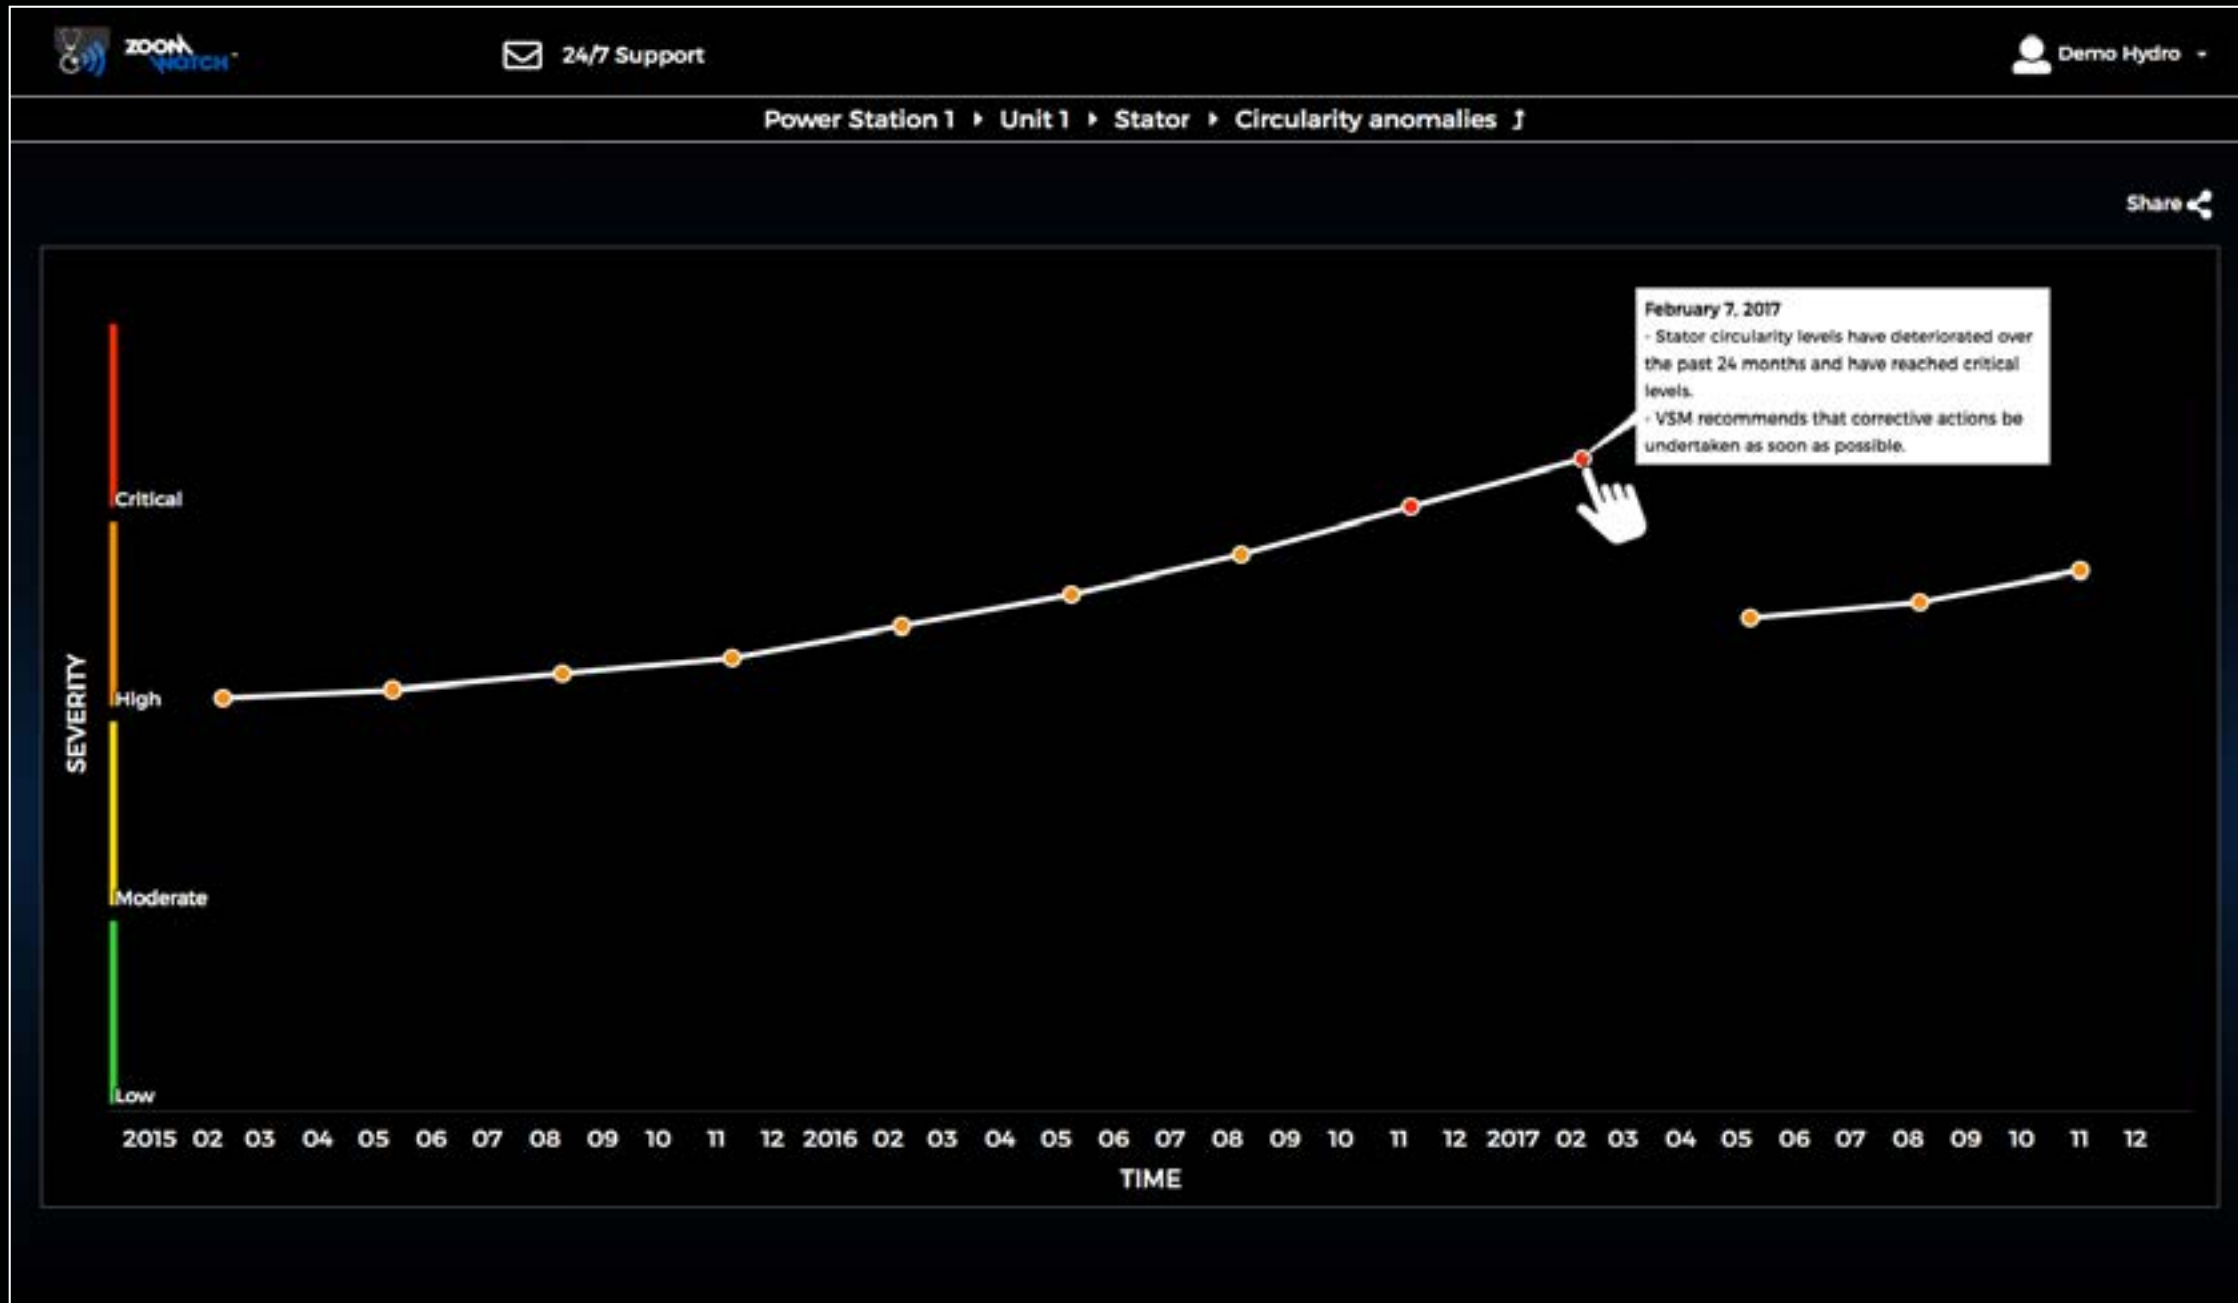 ZOOM
WATCH
24/7 Support
Demo Hydro
Power Station 1 Unit 1 Stator Circularity anomalies
Share
February 7, 2017
- Stator circularity levels have deteriorated over
the past 24 months and have reached critical
levels.
- VSM recommends that corrective actions be
undertaken as soon as possible.
Critical
High
Moderate
Low
SEVERITY
2015 02 03 04 05 06 07 08 09 10 11 12 2016 02 03 04 05 06 07 08 09 10 11 12 2017 02 03 04 05 06 07 08 09 10 11 12
TIME